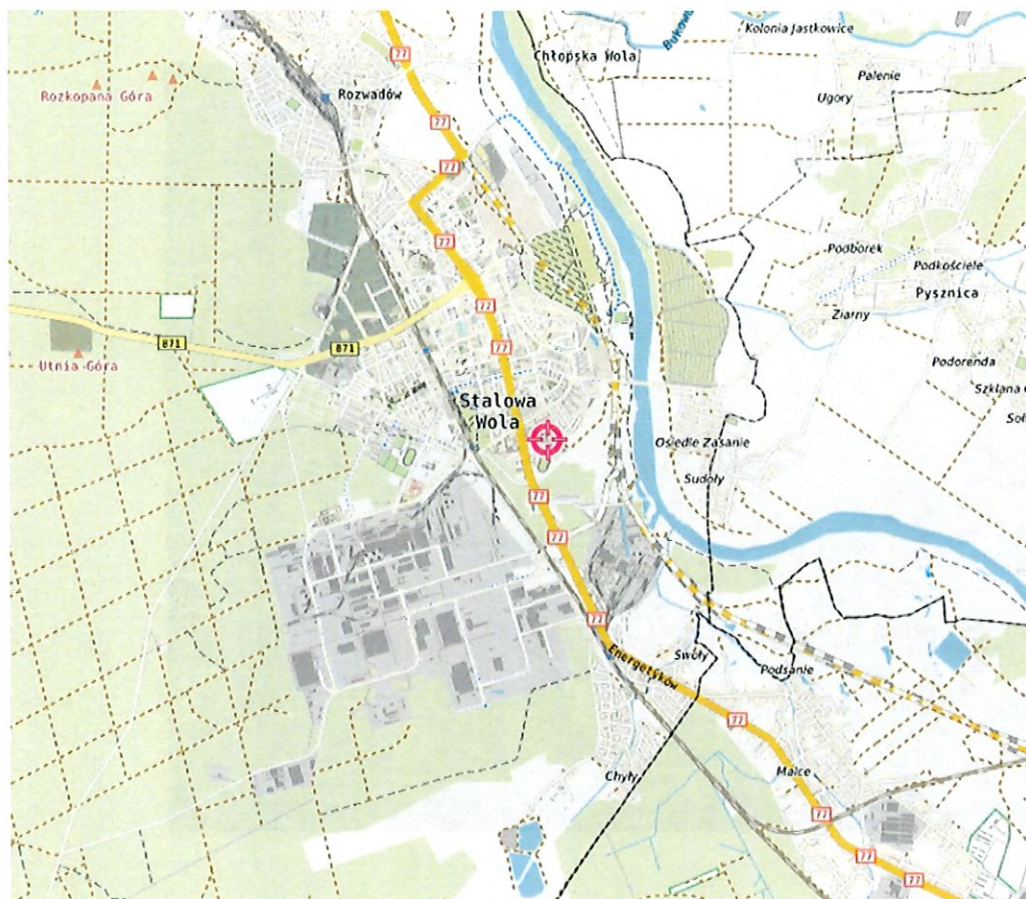 Kolonia Jastkowice
Chłopska Wola
77
Palenie
Rozkopana Góra
Rozwadów
Ugory
77
77
Podborek
Podkościele
Pysznica
77
Ziarny
871
871
77
Utnia Góra
Podorenda
Szklana
Stalowa
Wola
Osiedle Zasanie
Sudoły
77
77
77
Energetyków
Swoły
Podsanie
77
Chyły
Malce
77
77
77